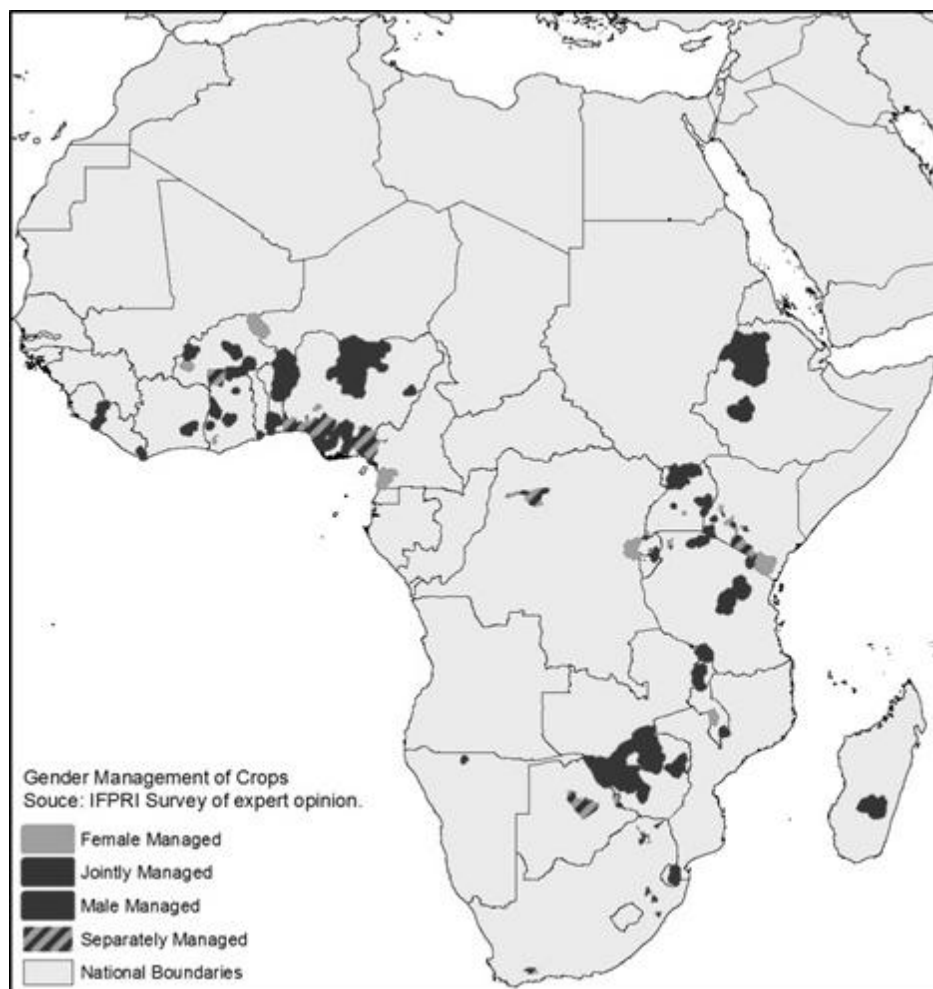 Gender Management of Crops
Souce: IFPRI Survey of expert opinion.
Female Managed
Jointly Managed
Male Managed
Separately Managed
National Boundaries